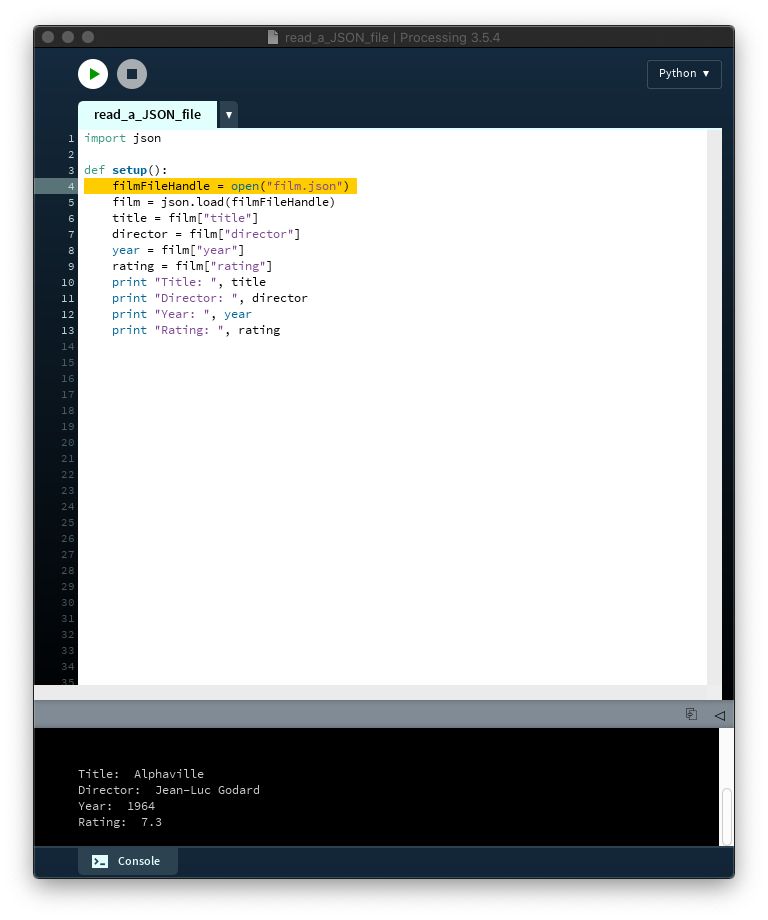 read_a_JSON_file | Processing 3.5.4
Python ▼
read_a_JSON_file ▼
1 import json
2
3 def setup():
4     filmFileHandle = open("film.json")
5     film = json.load(filmFileHandle)
6     title = film["title"]
7     director = film["director"]
8     year = film["year"]
9     rating = film["rating"]
10     print "Title: ", title
11     print "Director: ", director
12     print "Year: ", year
13     print "Rating: ", rating
14
15
16
17
18
19
20
21
22
23
24
25
26
27
28
29
30
31
32
33
34
35
Title:  Alphaville
Director:  Jean-Luc Godard
Year:  1964
Rating:  7.3
Console